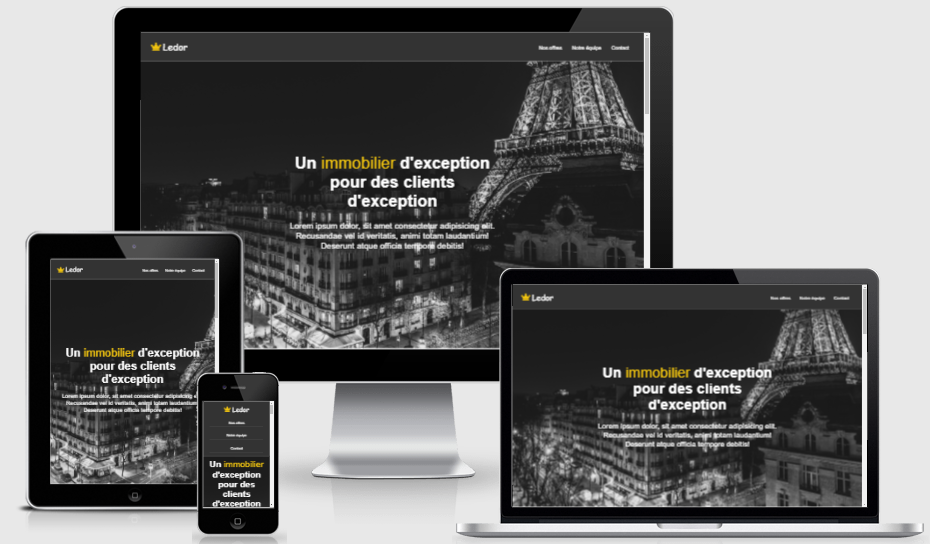 Ledor
Nos offres Notre équipe Contact
Un immobilier d'exception
pour des clients
d'exception
Lorem ipsum dolor, sit amet consectetur adipisicing elit.
Recusandae vel id veritatis, animi totam laudantium!
Deserunt atque officia tempore debitis!
Ledor
Nos offres Notre équipe Contact
Un immobilier d'exception
pour des clients
d'exception
Lorem ipsum dolor, sit amet consectetur adipisicing
Recusandae vel id veritatis, animi totam laudantium!
Deserunt atque officia tempore debitis!
Ledor
Nos offres
Notre équipe
Contact
Un immobilier
d'exception
pour des
clients
d'exception
Ledor
Nos offres Notre équipe Contact
Un immobilier d'exception
pour des clients
d'exception
Lorem ipsum dolor, sit amet consectetur adipisicing elit.
Recusandae vel id veritatis, animi totam laudantium!
Deserunt atque officia tempore debitis!